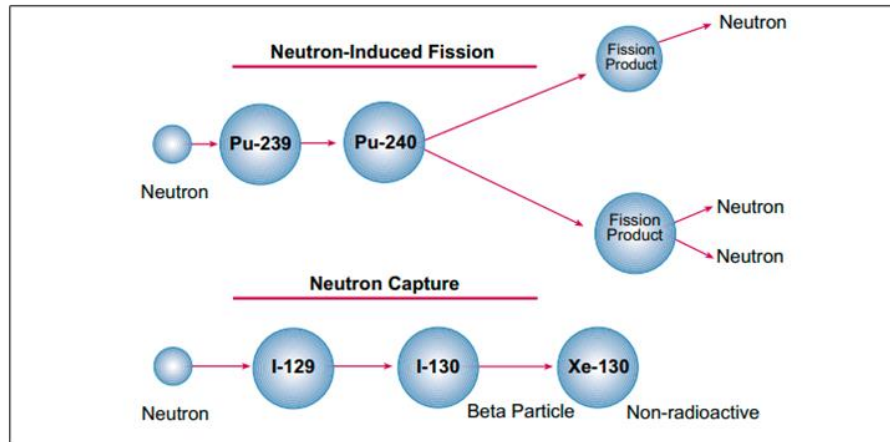 Neutron-Induced Fission
Neutron
Pu-239
Pu-240
Fission
Product
Neutron
Fission
Product
Neutron
Neutron
Neutron Capture
Neutron
I-129
I-130
Beta Particle
Xe-130
Non-radioactive